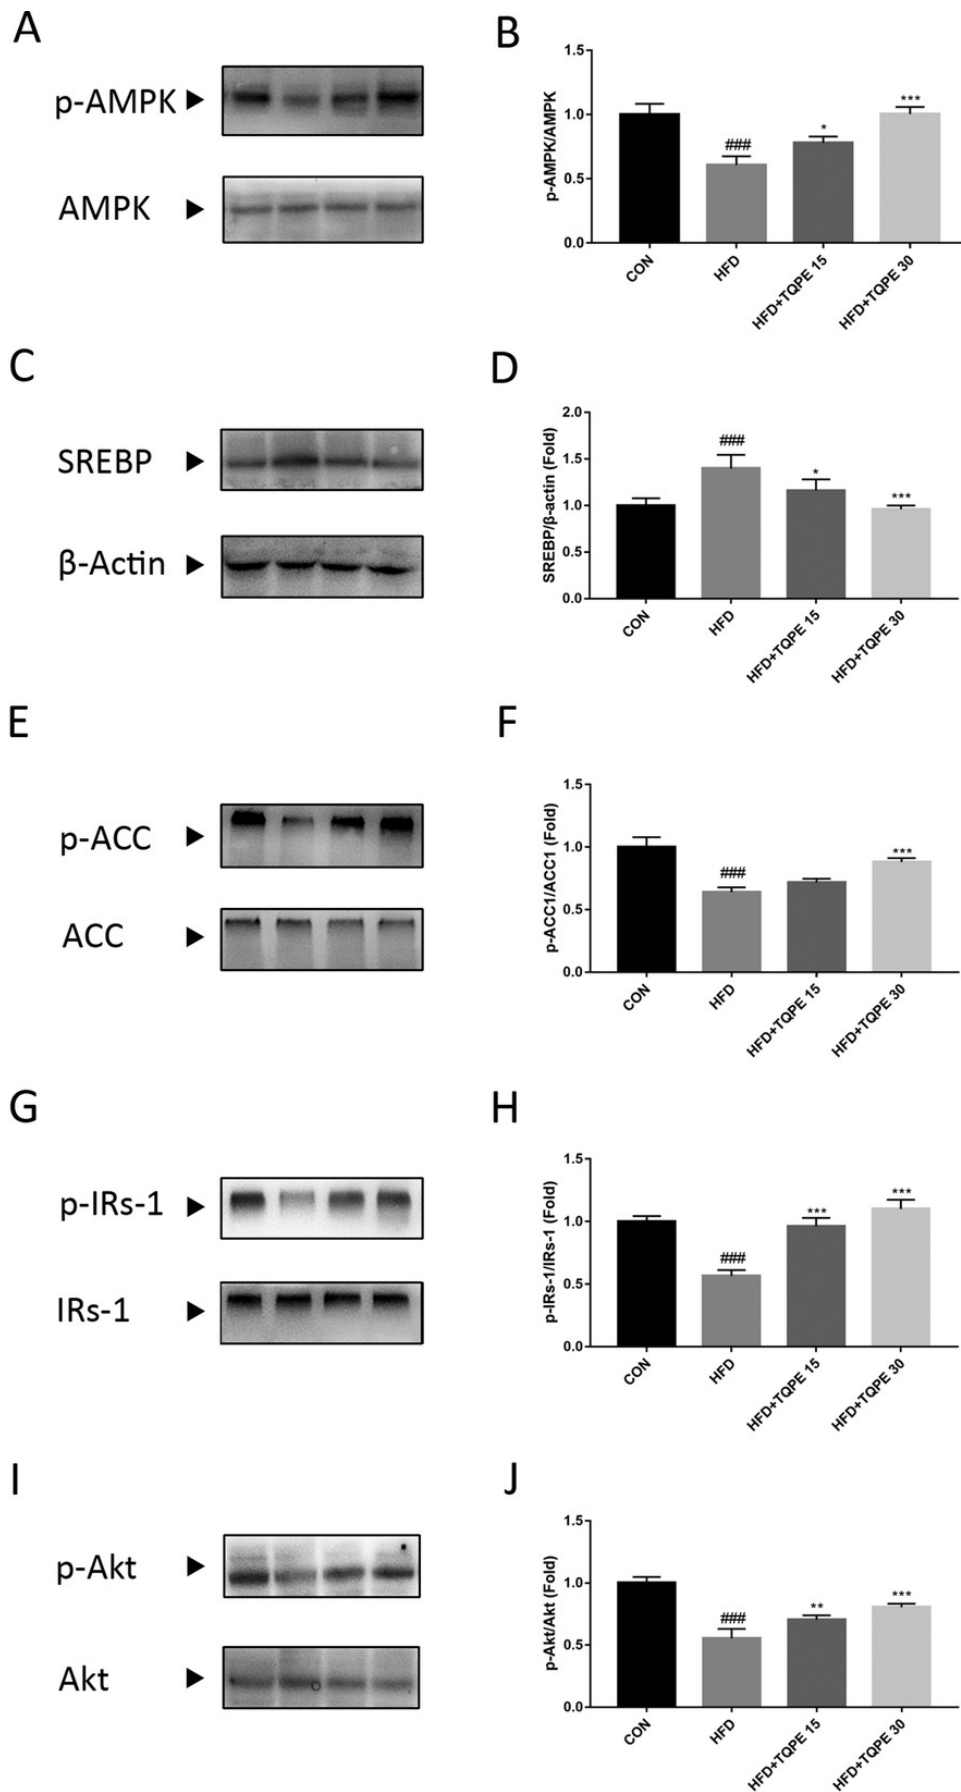 A
p-AMPK
AMPK
B
p-AMPK/AMPK
1.5
1.0
0.5
0.0
###
*
***
CON
HFD
HFD+TQPE 15
HFD+TQPE 30
C
SREBP
β-Actin
D
SREBP/β-actin (Fold)
2.0
1.5
1.0
0.5
0.0
###
*
***
CON
HFD
HFD+TQPE 15
HFD+TQPE 30
E
p-ACC
ACC
F
p-ACC1/ACC1 (Fold)
1.5
1.0
0.5
0.0
###
***
CON
HFD
HFD+TQPE 15
HFD+TQPE 30
G
p-IRs-1
IRs-1
H
p-IRs-1/IRs-1 (Fold)
1.5
1.0
0.5
0.0
###
***
***
CON
HFD
HFD+TQPE 15
HFD+TQPE 30
I
p-Akt
Akt
J
p-Akt/Akt (Fold)
1.5
1.0
0.5
0.0
###
**
***
CON
HFD
HFD+TQPE 15
HFD+TQPE 30